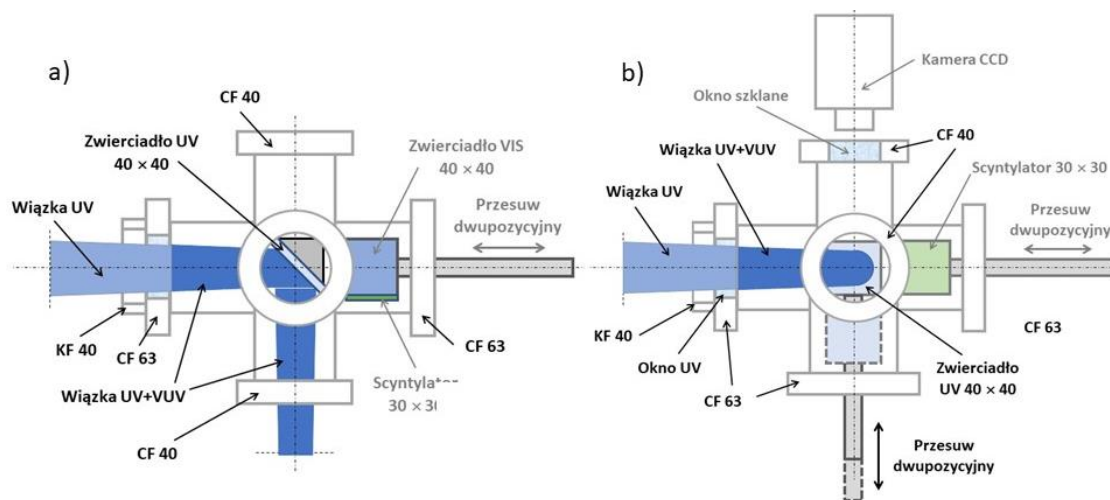 a)
CF 40
Zwierciadło UV
40 × 40
Zwierciadło VIS
40 × 40
Wiązka UV
Przesuw
dwupozycyjny
KF 40
CF 63
Wiązka UV+VUV
CF 63
CF 40
30 ×
b)
Kamera CCD
Okno szklane
CF 40
Wiązka UV+VUV
Scyntylator 30 × 30
Wiązka UV
Przesuw
dwupozycyjny
KF 40
Okno UV
CF 63
CF 63
Zwierciadło
UV 40 × 40
Przesuw
dwupozycyjny